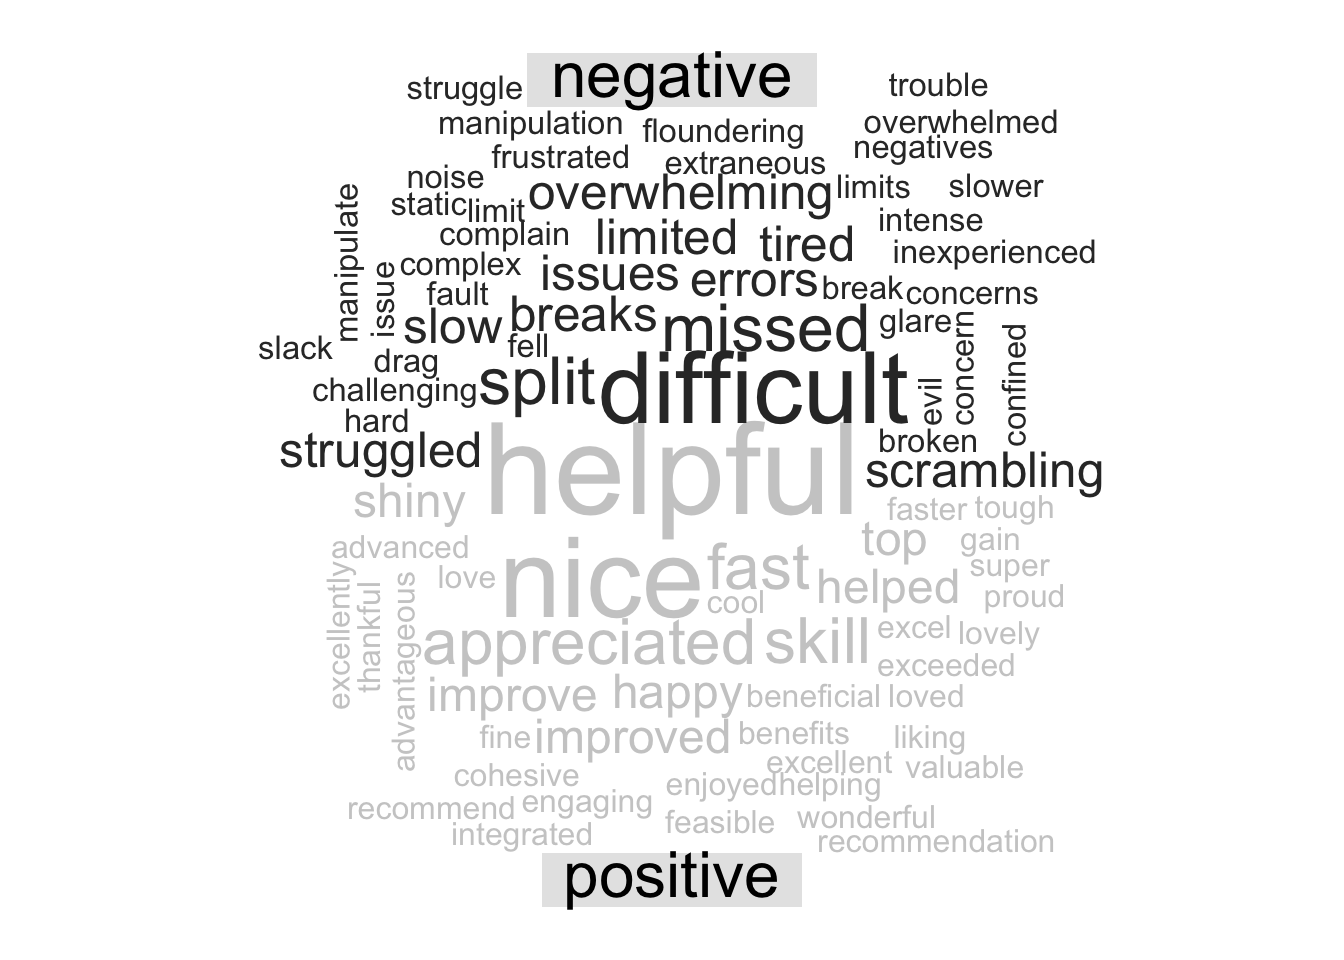 negative
struggle
trouble
manipulation
floundering
overwhelmed
frustrated
extraneous
negatives
noise
overwhelming
limits
slower
manipulate
static
limit
intense
complain
limited
tired
inexperienced
issue
complex
issues
errors
break
concerns
fault
slow
breaks
missed
glare
concern
slack
fell
drag
confined
challenging
split
difficult
evil
hard
struggled
broken
scrambling
helpful
shiny
faster
tough
advanced
top
gain
love
nice
fast
helped
super
cool
proud
excellently
thankful
advantageous
appreciated
skill
excel
lovely
exceeded
improve
happy
beneficial
loved
fine
improved
benefits
liking
cohesive
excellent
valuable
enjoyed
helping
recommend
engaging
feasible
wonderful
integrated
recommendation
positive